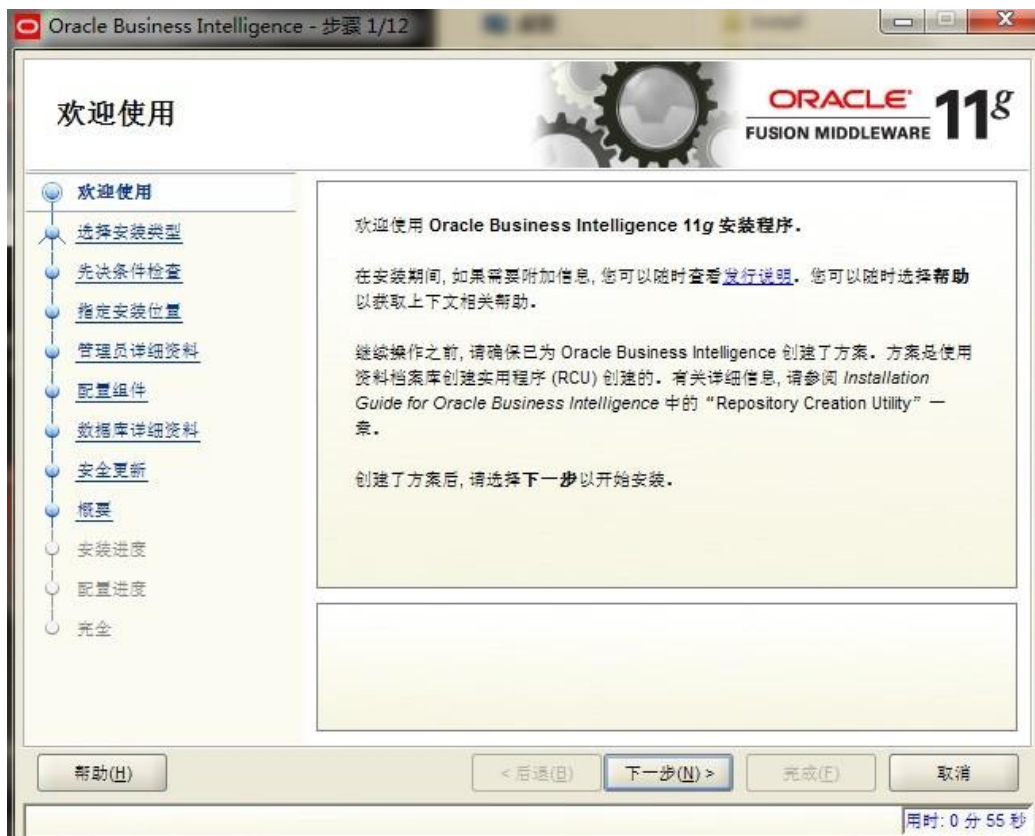 Oracle Business Intelligence - 步骤 1/12
欢迎使用
ORACLE®
FUSION MIDDLEWARE
11g
欢迎使用
选择安装类型
先决条件检查
指定安装位置
管理员详细资料
配置组件
数据库详细资料
安全更新
概要
安装进度
配置进度
完全
欢迎使用 Oracle Business Intelligence 11g 安装程序。
在安装期间, 如果需要附加信息, 您可以随时查看发行说明。您可以随时选择帮助
以获取上下文相关帮助。
继续操作之前, 请确保已为 Oracle Business Intelligence 创建了方案。方案是使用
资料档案库创建实用程序 (RCU) 创建的。有关详细信息, 请参阅 Installation
Guide for Oracle Business Intelligence 中的“Repository Creation Utility”一
章。
创建了方案后, 请选择下一步以开始安装。
帮助(H)
< 后退(B)
下一步(N) >
完成(F)
取消
用时: 0 分 55 秒